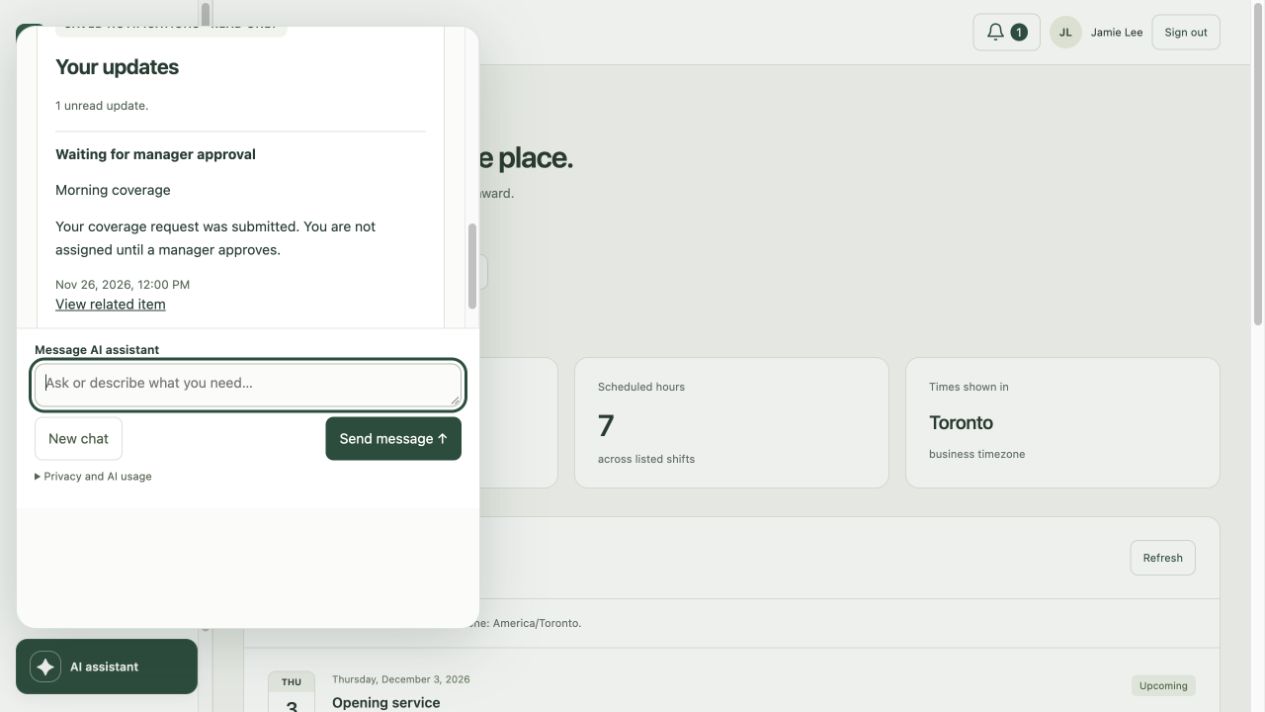 1
JL
Jamie Lee
Sign out
Your updates
1 unread update.
Waiting for manager approval
Morning coverage
Your coverage request was submitted. You are not
assigned until a manager approves.
Nov 26, 2026, 12:00 PM
View related item
Message AI assistant
Ask or describe what you need...
New chat
Send message ↑
Privacy and AI usage
AI assistant
e place.
Scheduled hours
7
across listed shifts
Times shown in
Toronto
business timezone
Refresh
America/Toronto.
THU
3
Thursday, December 3, 2026
Opening service
Upcoming